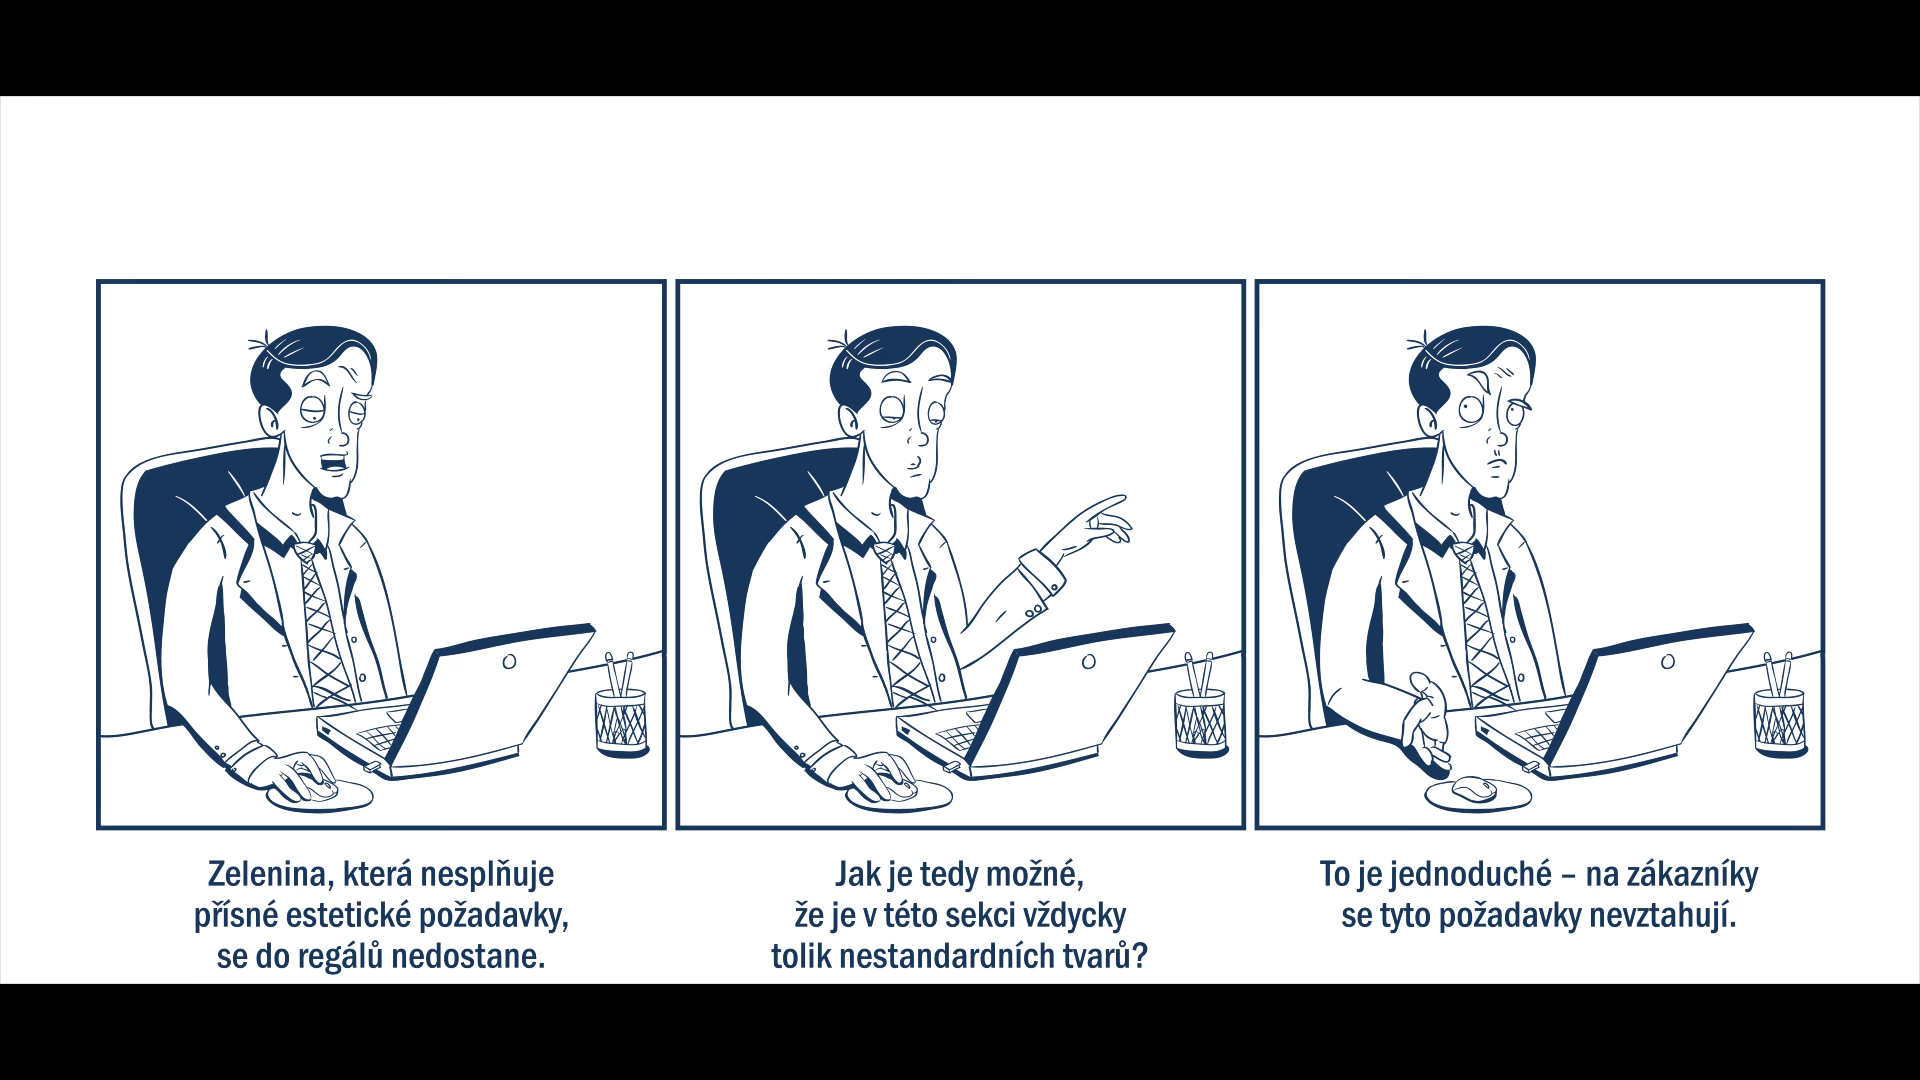 Zelenina, která nesplňuje
přísné estetické požadavky,
se do regálů nedostane.
Jak je tedy možné,
že je v této sekci vždycky
tolik nestandardních tvarů?
To je jednoduché – na zákazníky
se tyto požadavky nevztahují.